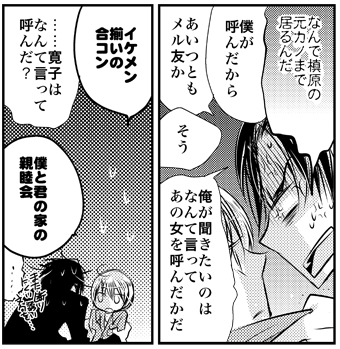 なんで槙原の
元カノまで
居るんだ
僕が
呼んだから
あいつとも
メル友か
そう
俺が聞きたいのは
なんて言って
あの女を呼んだかだ
イケメン
揃いの
合コン
……寛子は
なんて言って
呼んだ？
僕と君の家の
親睦会